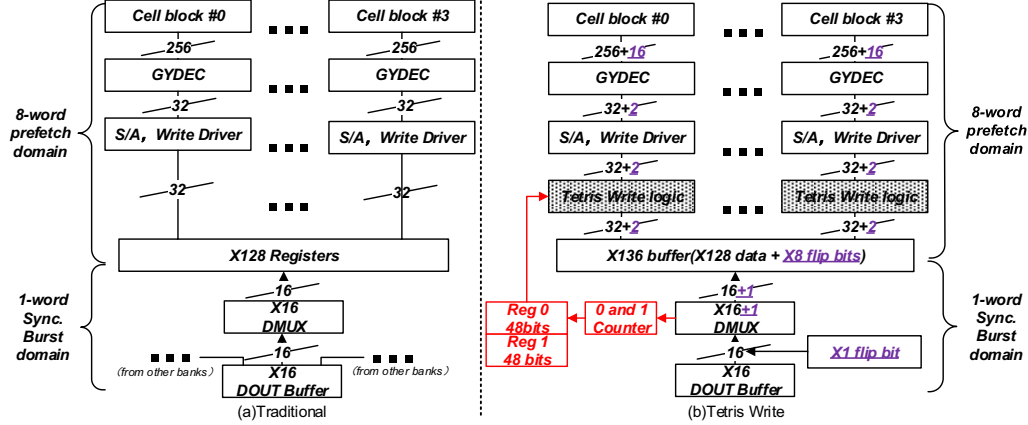 Cell block #0
Cell block #3
256
256
GYDEC
GYDEC
32
32
S/A, Write Driver
S/A, Write Driver
32
32
X128 Registers
16
X16
DMUX
16
(from other banks)
(from other banks)
X16
DOUT Buffer
8-word
prefetch
domain
1-word
Sync.
Burst
domain
(a)Traditional
Cell block #0
Cell block #3
256+16
256+16
GYDEC
GYDEC
32+2
32+2
S/A, Write Driver
S/A, Write Driver
32+2
32+2
Tetris Write logic
Tetris Write logic
32+2
32+2
X136 buffer(X128 data + X8 flip bits)
16+1
Reg 0
48bits
Reg 1
48 bits
0 and 1
Counter
X16+1
DMUX
16
X1 flip bit
X16
DOUT Buffer
8-word
prefetch
domain
1-word
Sync.
Burst
domain
(b)Tetris Write